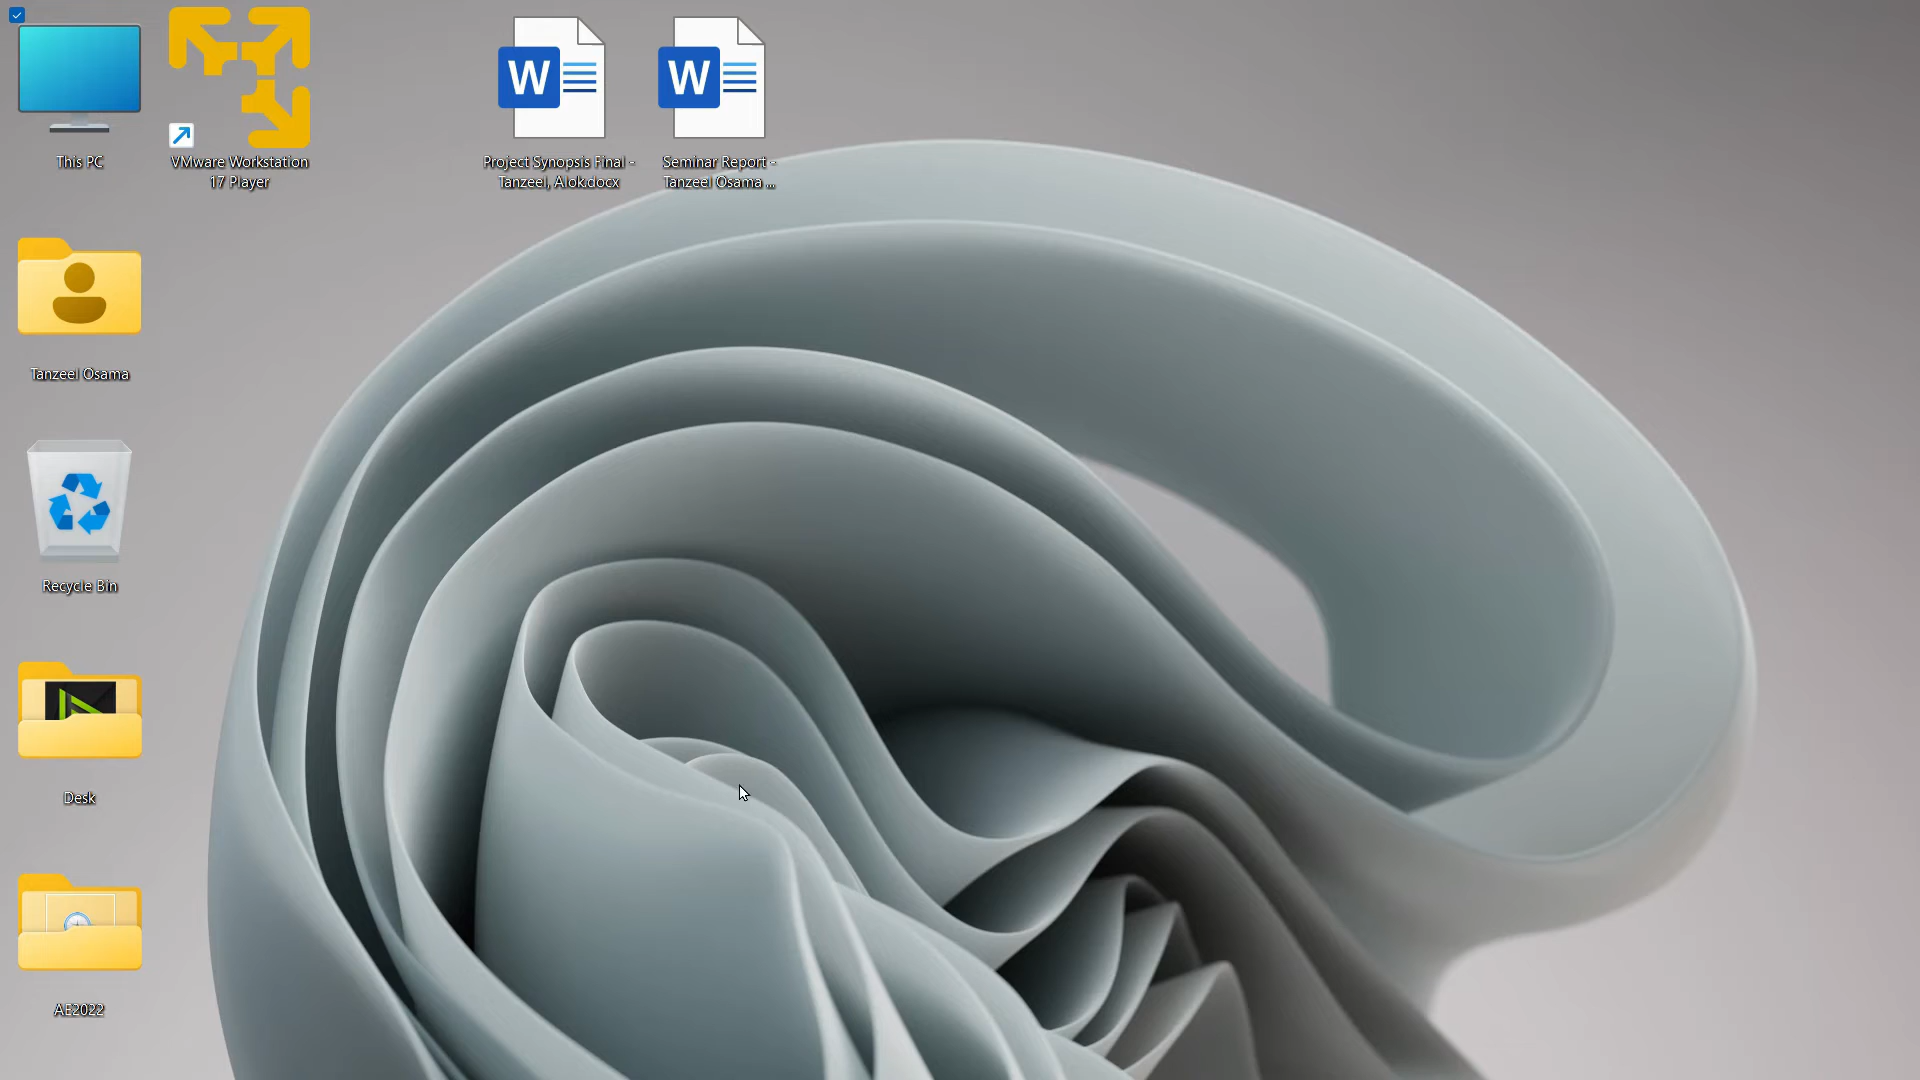 This PC
VMware Workstation
17 Player
W
Project Synopsis Final -
Tanzeel, Alok.docx
W
Seminar Report -
Tanzeel Osama ...
Tanzeel Osama
Recycle Bin
Desk
AE2022